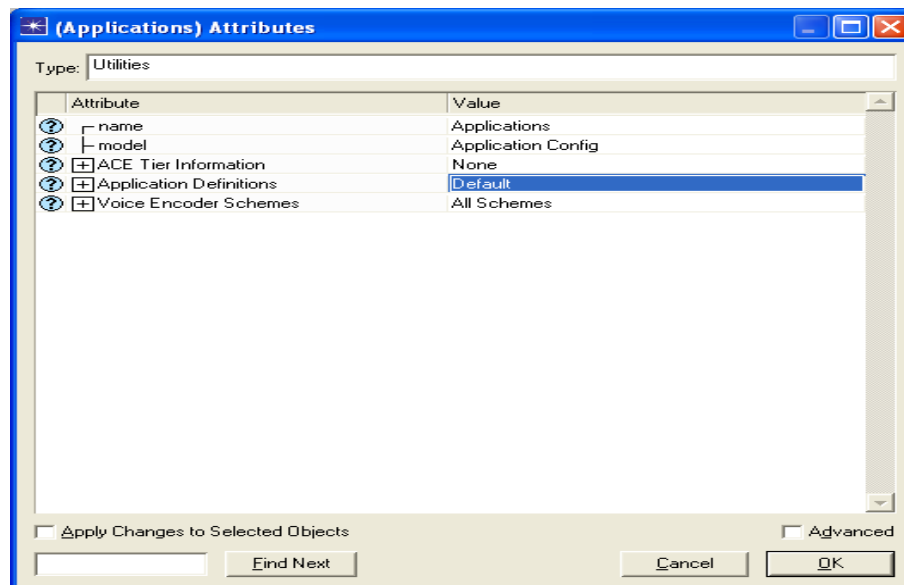 (Applications) Attributes
Type: Utilities
Attribute Value
name Applications
model Application Config
ACE Tier Information None
Application Definitions Default
Voice Encoder Schemes All Schemes
Apply Changes to Selected Objects Advanced
Find Next Cancel OK